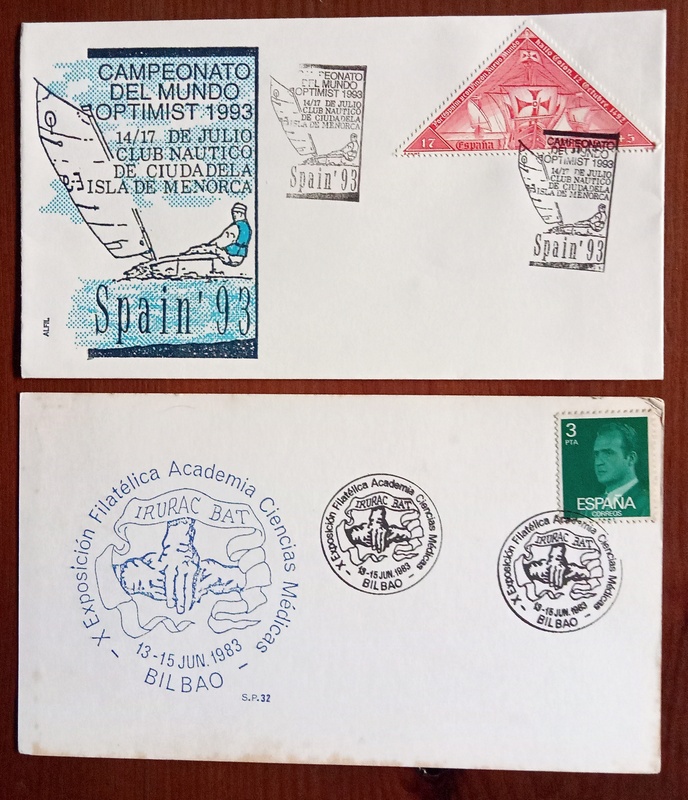 CAMPEONATO
DEL MUNDO
OPTIMIST 1993
14/17 DE JULIO
CLUB NAUTICO
DE CIUDADELA
ISLA DE MENORCA
Spain' 93
ALFIL
CAMPEONATO
DEL MUNDO
OPTIMIST 1993
14/17 DE JULIO
CLUB NAUTICO
DE CIUDADELA
ISLA DE MENORCA
Spain' 93
17 España 5
CAMPEONATO
DEL MUNDO
OPTIMIST 1993
14/17 DE JULIO
CLUB NAUTICO
DE CIUDADELA
ISLA DE MENORCA
Spain' 93
X Exposición Filatélica Academia Ciencias Médicas
IRURAC BAT
13-15 JUN. 1983
- BILBAO -
S.P. 32
X Exposición Filatélica Academia Ciencias Médicas
IRURAC BAT
13-15 JUN. 1983
- BILBAO -
3
PTA
ESPAÑA
CORREOS
X Exposición Filatélica Academia Ciencias Médicas
IRURAC BAT
13-15 JUN. 1983
- BILBAO -